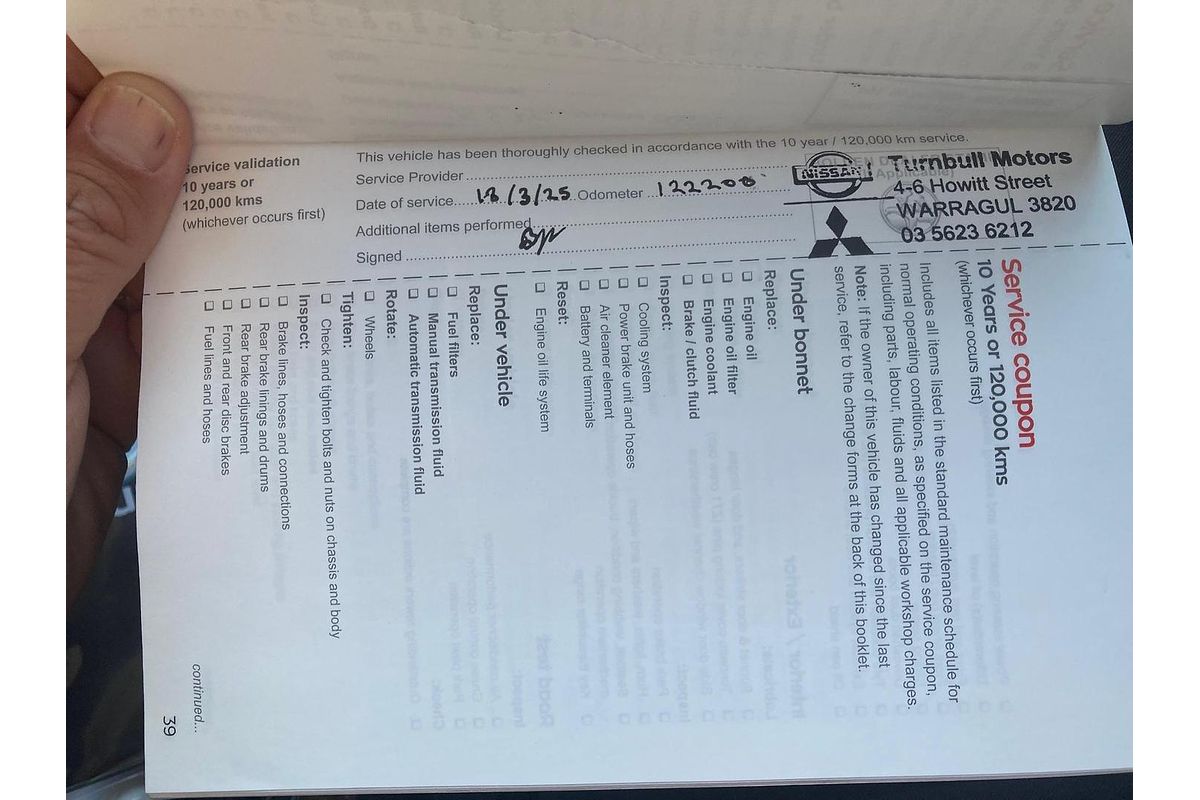 Service validation
10 years or
120,000 kms
(whichever occurs first)
This vehicle has been thoroughly checked in accordance with the 10 year / 120,000 km service.
Service Provider
Date of service 13/3/25 Odometer 122200
Additional items performed
Signed
NISSAN
Turnbull Motors
4-6 Howitt Street
WARRAGUL 3820
03 5623 6212
Service coupon
10 Years or 120,000 kms
(whichever occurs first)
Includes all items listed in the standard maintenance schedule for
normal operating conditions, as specified on the service coupon,
including parts, labour, fluids and all applicable workshop charges.
Note: If the owner of this vehicle has changed since the last
service, refer to the change forms at the back of this booklet.
Under bonnet
Replace:
❑ Engine oil
❑ Engine oil filter
❑ Engine coolant
❑ Brake / clutch fluid
Inspect:
❑ Cooling system
❑ Power brake unit and hoses
❑ Air cleaner element
❑ Battery and terminals
Reset:
❑ Engine oil life system
Under vehicle
Replace:
❑ Fuel filters
❑ Manual transmission fluid
❑ Automatic transmission fluid
Rotate:
❑ Wheels
Tighten:
❑ Check and tighten bolts and nuts on chassis and body
Inspect:
❑ Brake lines, hoses and connections
❑ Rear brake linings and drums
❑ Rear brake adjustment
❑ Front and rear disc brakes
❑ Fuel lines and hoses
continued...
39